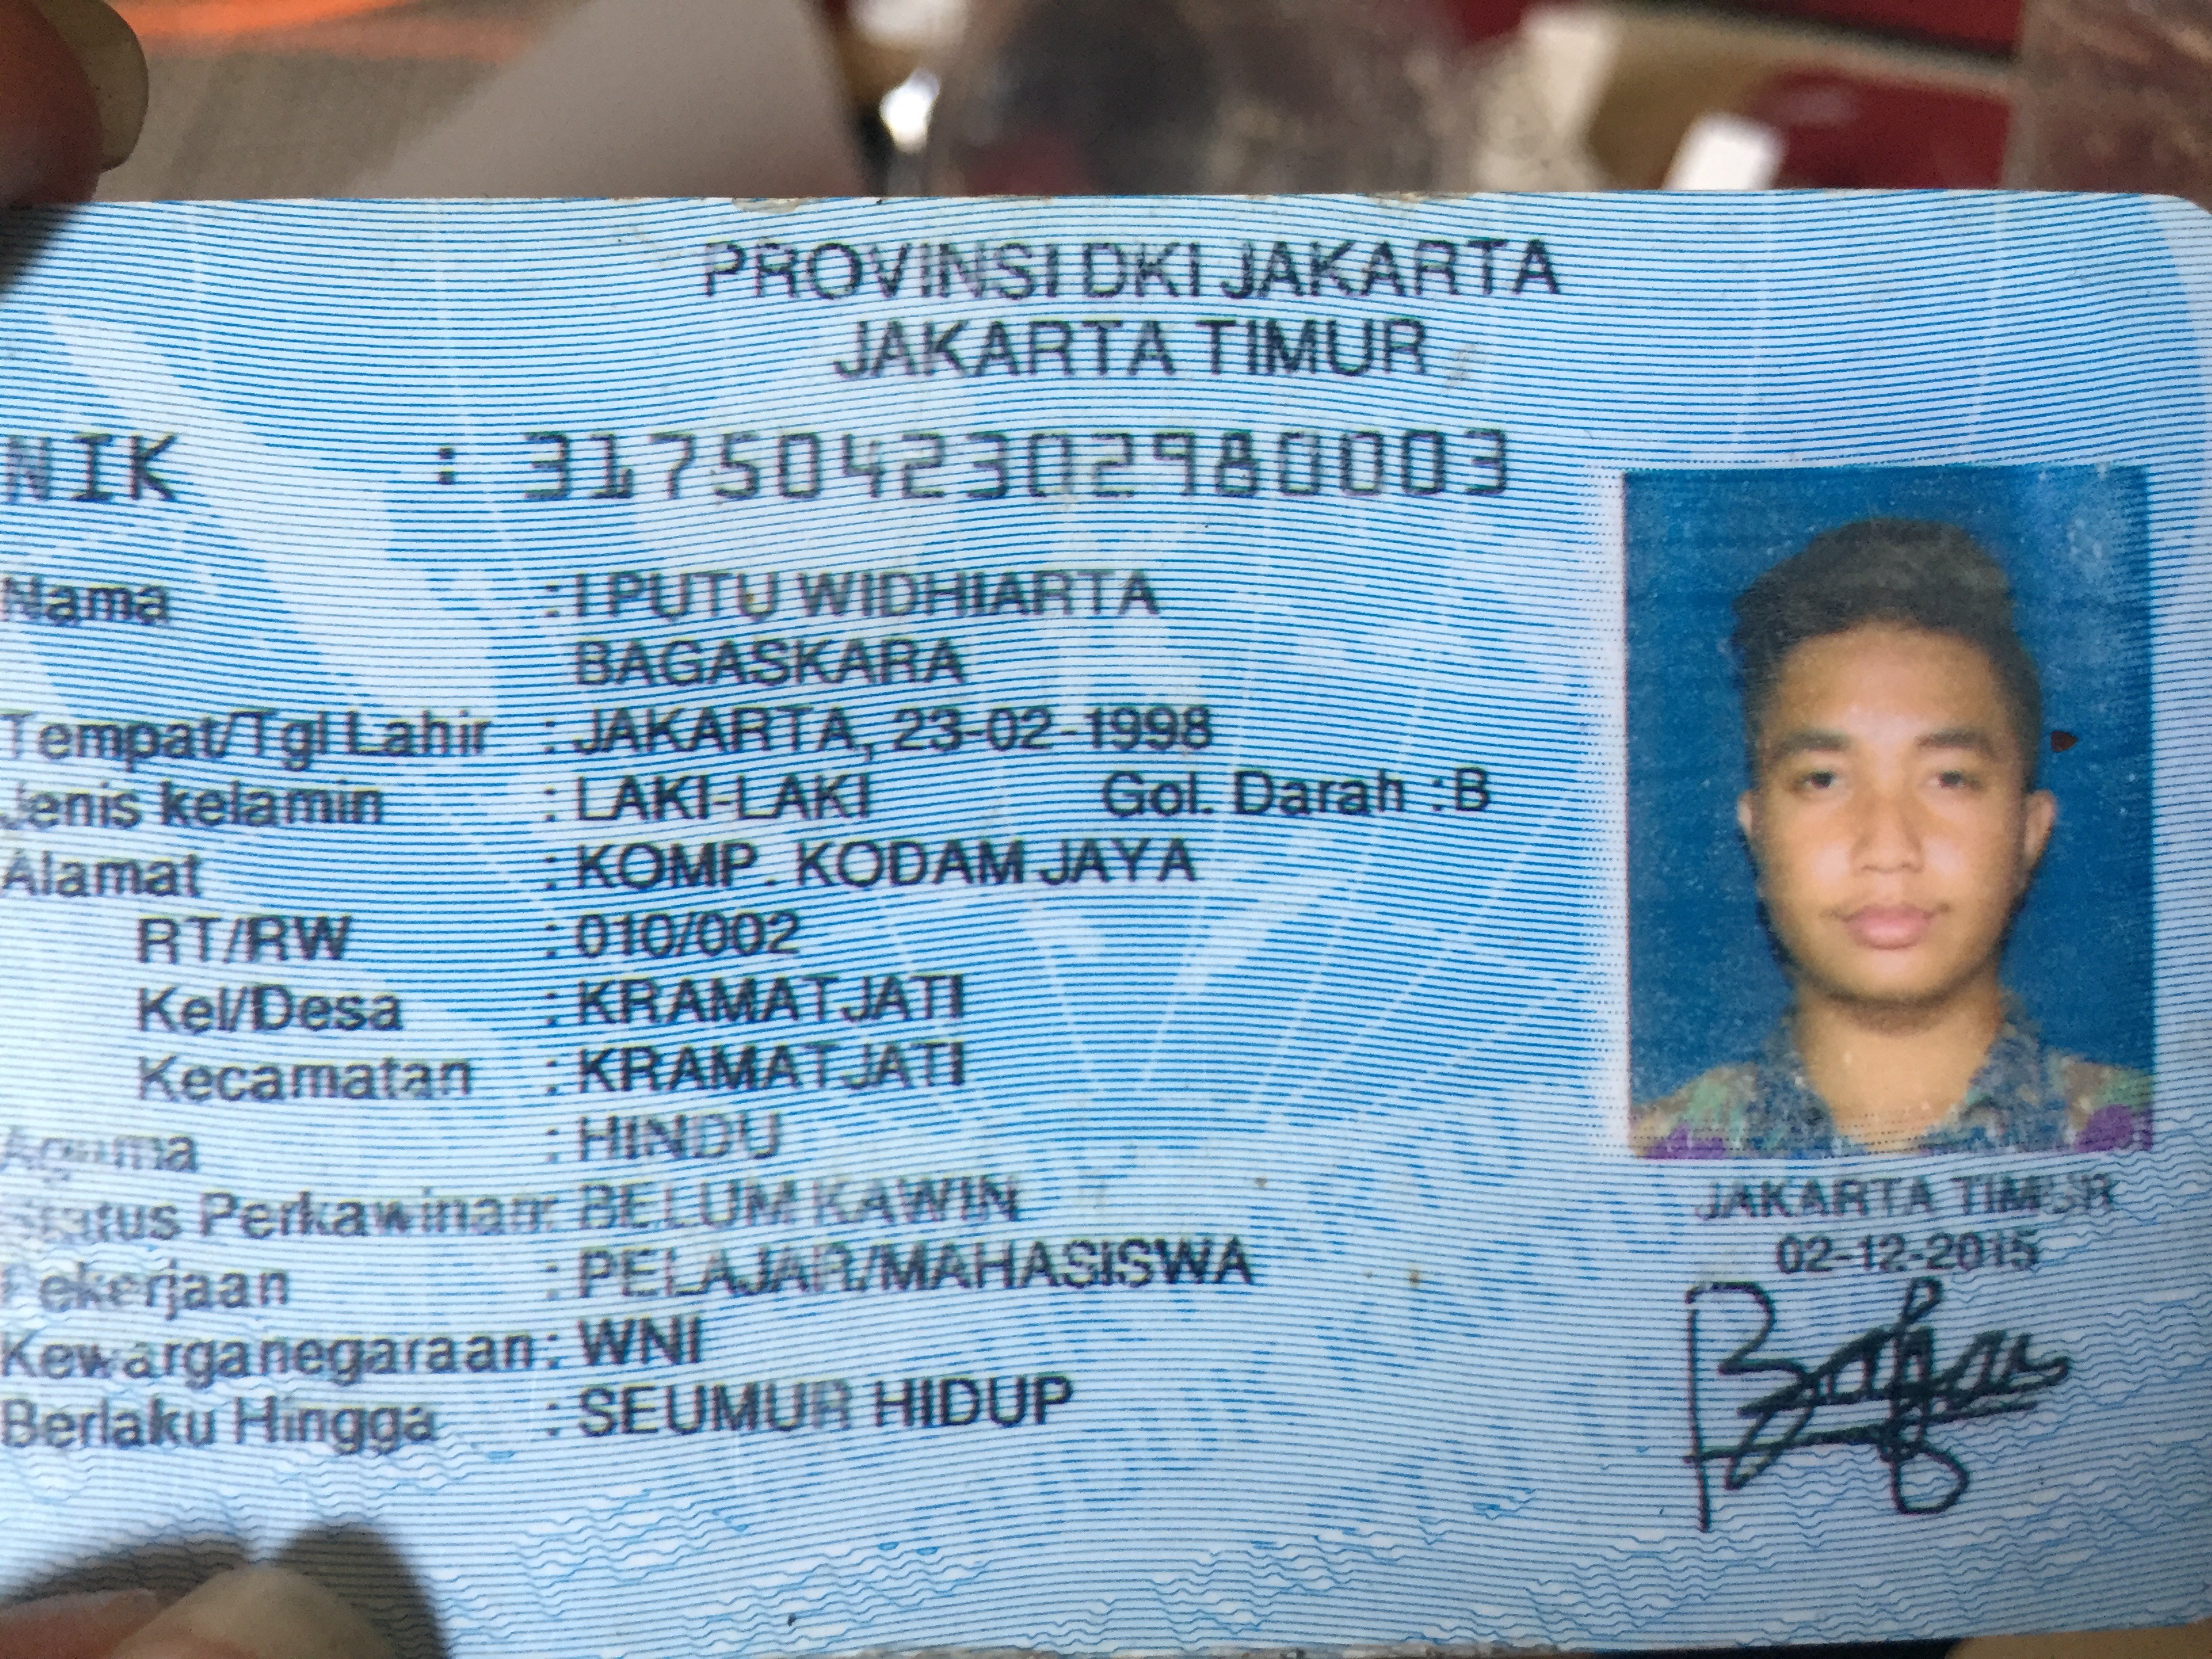 PROVINSI DKI JAKARTA
JAKARTA TIMUR
NIK : 3175042302980003
Nama : I PUTU WIDHIARTA
BAGASKARA
Tempat/Tgl Lahir : JAKARTA, 23-02-1998
Jenis kelamin : LAKI-LAKI Gol. Darah : B
Alamat : KOMP. KODAM JAYA
RT/RW : 010/002
Kel/Desa : KRAMATJATI
Kecamatan : KRAMATJATI
Agama : HINDU
Status Perkawinan: BELUM KAWIN
Pekerjaan : PELAJAR/MAHASISWA
Kewarganegaraan: WNI
Berlaku Hingga : SEUMUR HIDUP
JAKARTA TIMUR
02-12-2015
Bagas